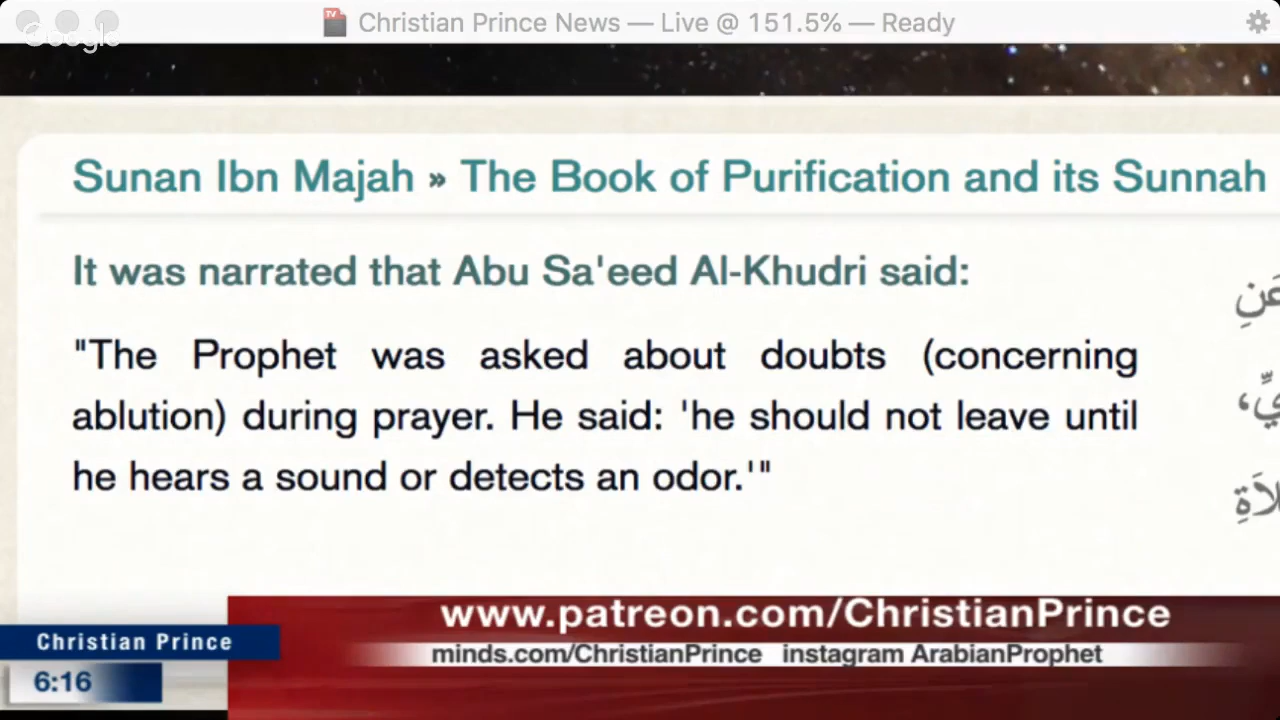 Christian Prince News — Live @ 151.5% — Ready
Google
Sunan Ibn Majah » The Book of Purification and its Sunnah
It was narrated that Abu Sa'eed Al-Khudri said:
"The Prophet was asked about doubts (concerning
ablution) during prayer. He said: 'he should not leave until
he hears a sound or detects an odor.'"
عَنِ
www.patreon.com/ChristianPrince
minds.com/ChristianPrince instagram ArabianProphet
Christian Prince
6:16